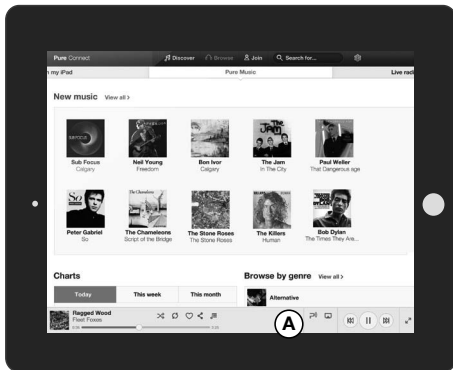 Pure Connect Discover Browse Join Search for...
n my iPod Pure Music Live radi
New music View all >
Sub Focus Neil Young Bon Ivor The Jam Paul Weller
Calgary Freedom Calgary In The City That Dangerous age
Peter Gabriel The Chameleons The Stone Roses The Killers Bob Dylan
So Script of the Bridge The Stone Roses Human The Times They Are...
Charts Browse by genre View all >
Today This week This month Alternative
Ragged Wood
Fleet Foxes
A